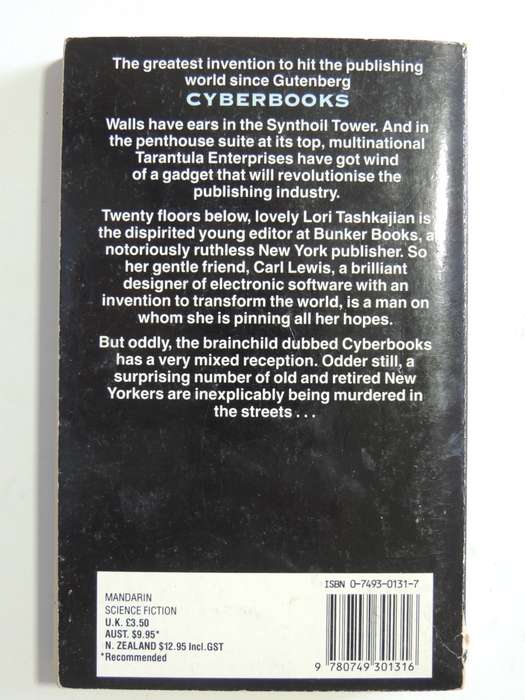 The greatest invention to hit the publishing
world since Gutenberg
CYBERBOOKS
Walls have ears in the Synthoil Tower. And in
the penthouse suite at its top, multinational
Tarantula Enterprises have got wind
of a gadget that will revolutionise the
publishing industry.
Twenty floors below, lovely Lori Tashkajian is
the dispirited young editor at Bunker Books, a
notoriously ruthless New York publisher. So
her gentle friend, Carl Lewis, a brilliant
designer of electronic software with an
invention to transform the world, is a man on
whom she is pinning all her hopes.
But oddly, the brainchild dubbed Cyberbooks
has a very mixed reception. Odder still, a
surprising number of old and retired New
Yorkers are inexplicably being murdered in
the streets . . .
MANDARIN
SCIENCE FICTION
U.K. £3.50
AUST. $9.95*
N. ZEALAND $12.95 Incl.GST
*Recommended
ISBN 0-7493-0131-7
9 780749 301316